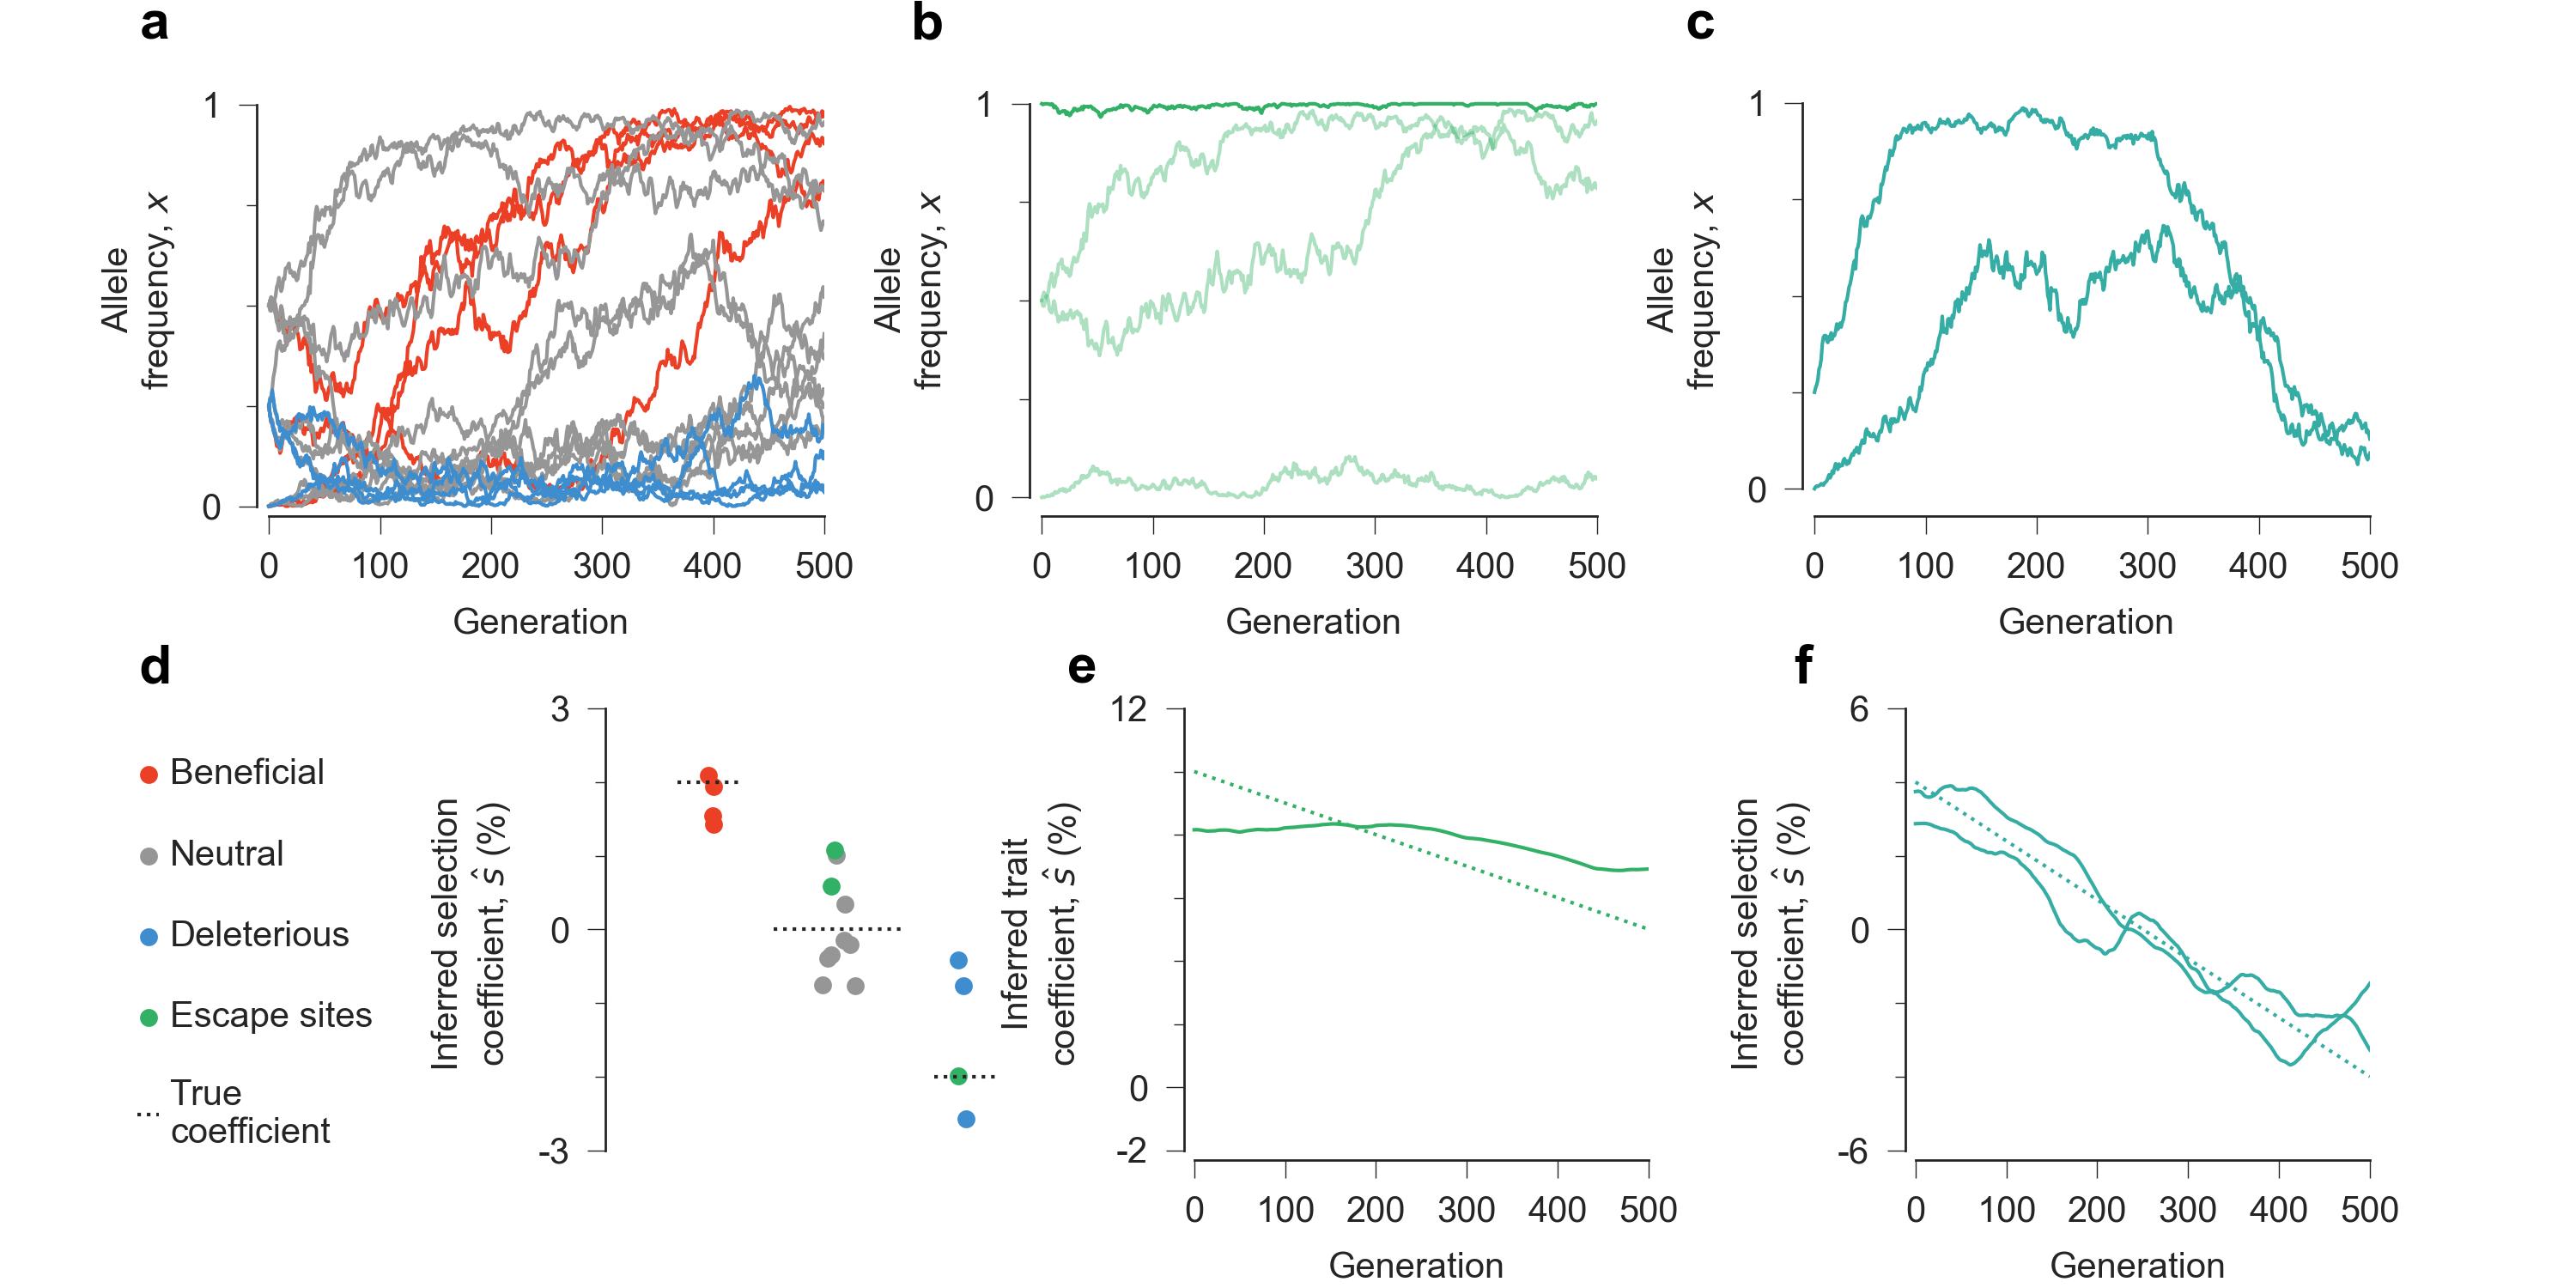 a
b
c
1
0
Allele
frequency, x
0 100 200 300 400 500
Generation
1
0
Allele
frequency, x
0 100 200 300 400 500
Generation
1
0
Allele
frequency, x
0 100 200 300 400 500
Generation
d
Beneficial
Neutral
Deleterious
Escape sites
True
coefficient
3
0
-3
Inferred selection
coefficient, ŝ (%)
e
12
0
-2
Inferred trait
coefficient, ŝ (%)
0 100 200 300 400 500
Generation
f
6
0
-6
Inferred selection
coefficient, ŝ (%)
0 100 200 300 400 500
Generation